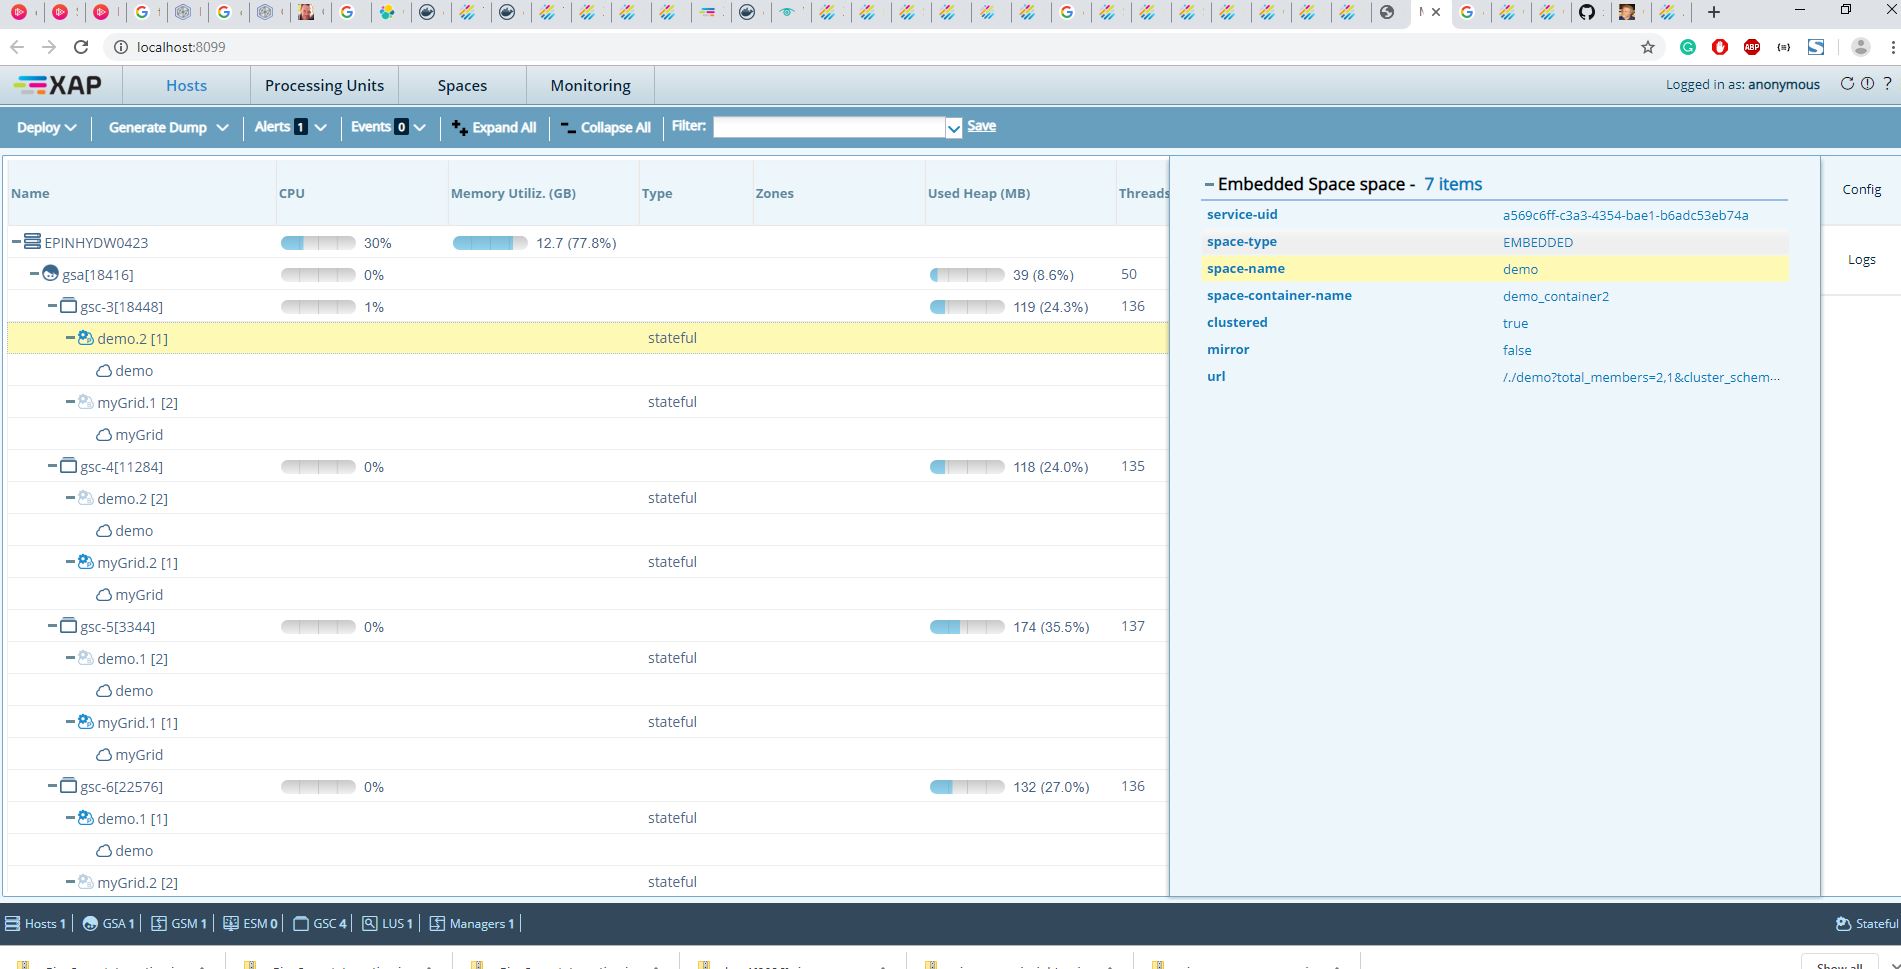 localhost:8099
ABP
XAP
Hosts
Processing Units
Spaces
Monitoring
Logged in as: anonymous
Deploy
Generate Dump
Alerts 1
Events 0
Expand All
Collapse All
Filter:
Save
Name CPU Memory Utiliz. (GB) Type Zones Used Heap (MB) Threads
EPINHYDW0423 30% 12.7 (77.8%)
gsa[18416] 0% 39 (8.6%) 50
gsc-3[18448] 1% 119 (24.3%) 136
demo.2 [1] stateful
demo
myGrid.1 [2] stateful
myGrid
gsc-4[11284] 0% 118 (24.0%) 135
demo.2 [2] stateful
demo
myGrid.2 [1] stateful
myGrid
gsc-5[3344] 0% 174 (35.5%) 137
demo.1 [2] stateful
demo
myGrid.1 [1] stateful
myGrid
gsc-6[22576] 0% 132 (27.0%) 136
demo.1 [1] stateful
demo
myGrid.2 [2] stateful
Embedded Space space - 7 items
service-uid a569c6ff-c3a3-4354-bae1-b6adc53eb74a
space-type EMBEDDED
space-name demo
space-container-name demo_container2
clustered true
mirror false
url /./demo?total_members=2,1&cluster_schem...
Config
Logs
Hosts 1
GSA 1
GSM 1
ESM 0
GSC 4
LUS 1
Managers 1
Stateful
Show all